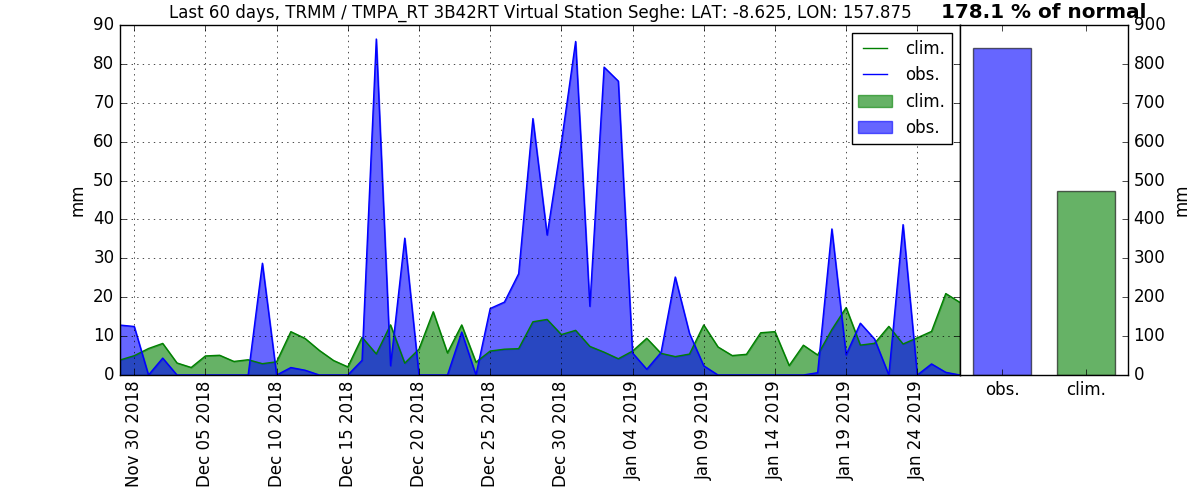 Last 60 days, TRMM / TMPA_RT 3B42RT Virtual Station Seghe: LAT: -8.625, LON: 157.875
178.1 % of normal
90
80
70
60
50
40
30
20
10
0
mm
clim.
obs.
clim.
obs.
Nov 30 2018
Dec 05 2018
Dec 10 2018
Dec 15 2018
Dec 20 2018
Dec 25 2018
Dec 30 2018
Jan 04 2019
Jan 09 2019
Jan 14 2019
Jan 19 2019
Jan 24 2019
900
800
700
600
500
400
300
200
100
0
mm
obs.
clim.